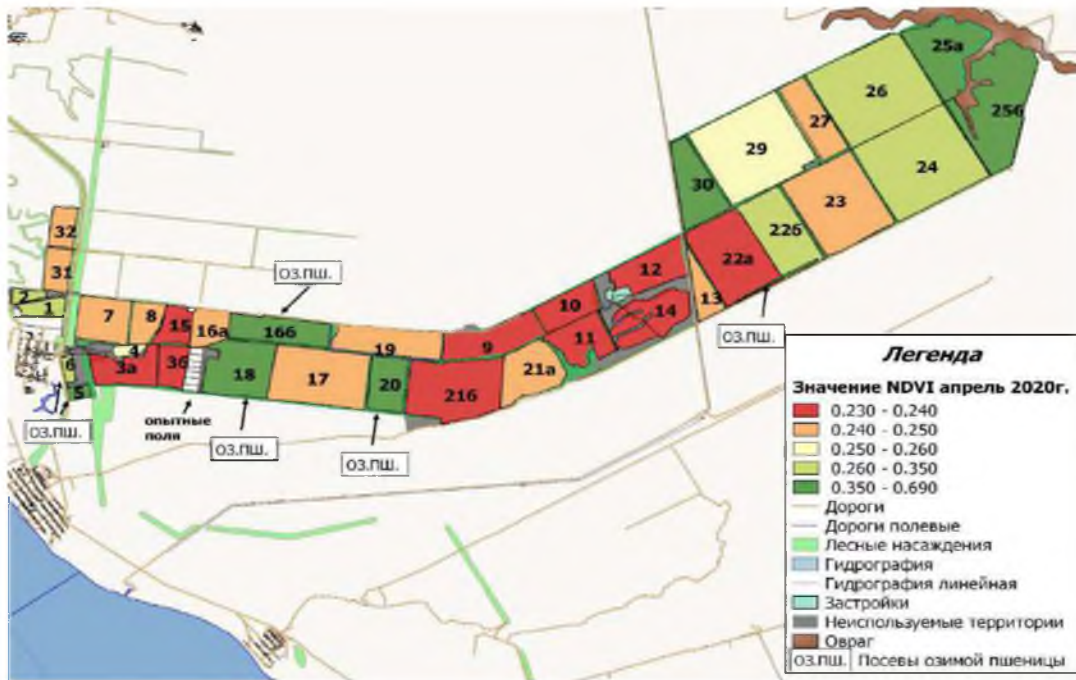 25а
26
25б
27
29
24
30
23
22б
32
12
22а
31
ОЗ.ПШ.
13
2
10
14
1
7
8
15
16а
16б
11
ОЗ.ПШ.
19
9
4
3а
3б
6
18
17
20
21б
21а
5
опытные
поля
ОЗ.ПШ.
ОЗ.ПШ.
ОЗ.ПШ.
Легенда
Значение NDVI апрель 2020г.
0.230 - 0.240
0.240 - 0.250
0.250 - 0.260
0.260 - 0.350
0.350 - 0.690
Дороги
Дороги полевые
Лесные насаждения
Гидрография
Гидрография линейная
Застройки
Неиспользуемые территории
Овраг
ОЗ.ПШ. Посевы озимой пшеницы